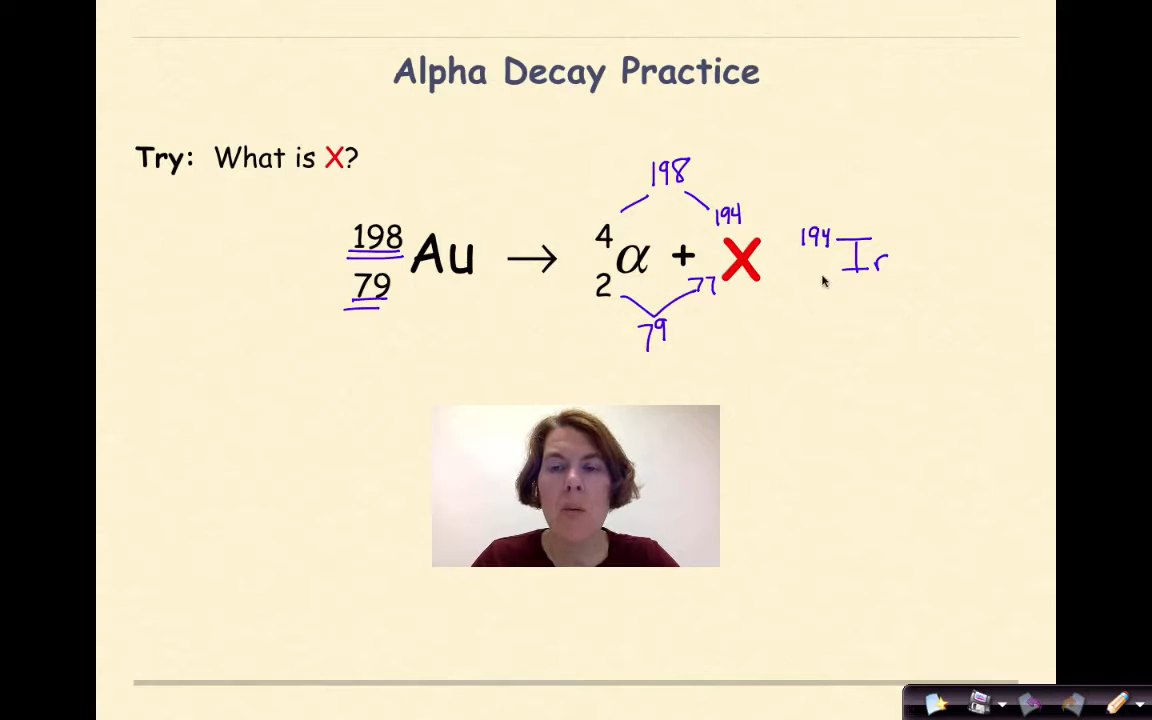 Alpha Decay Practice
Try: What is X?
198
198 79 Au → 4 2 α + 194 77 X 194 Ir
79